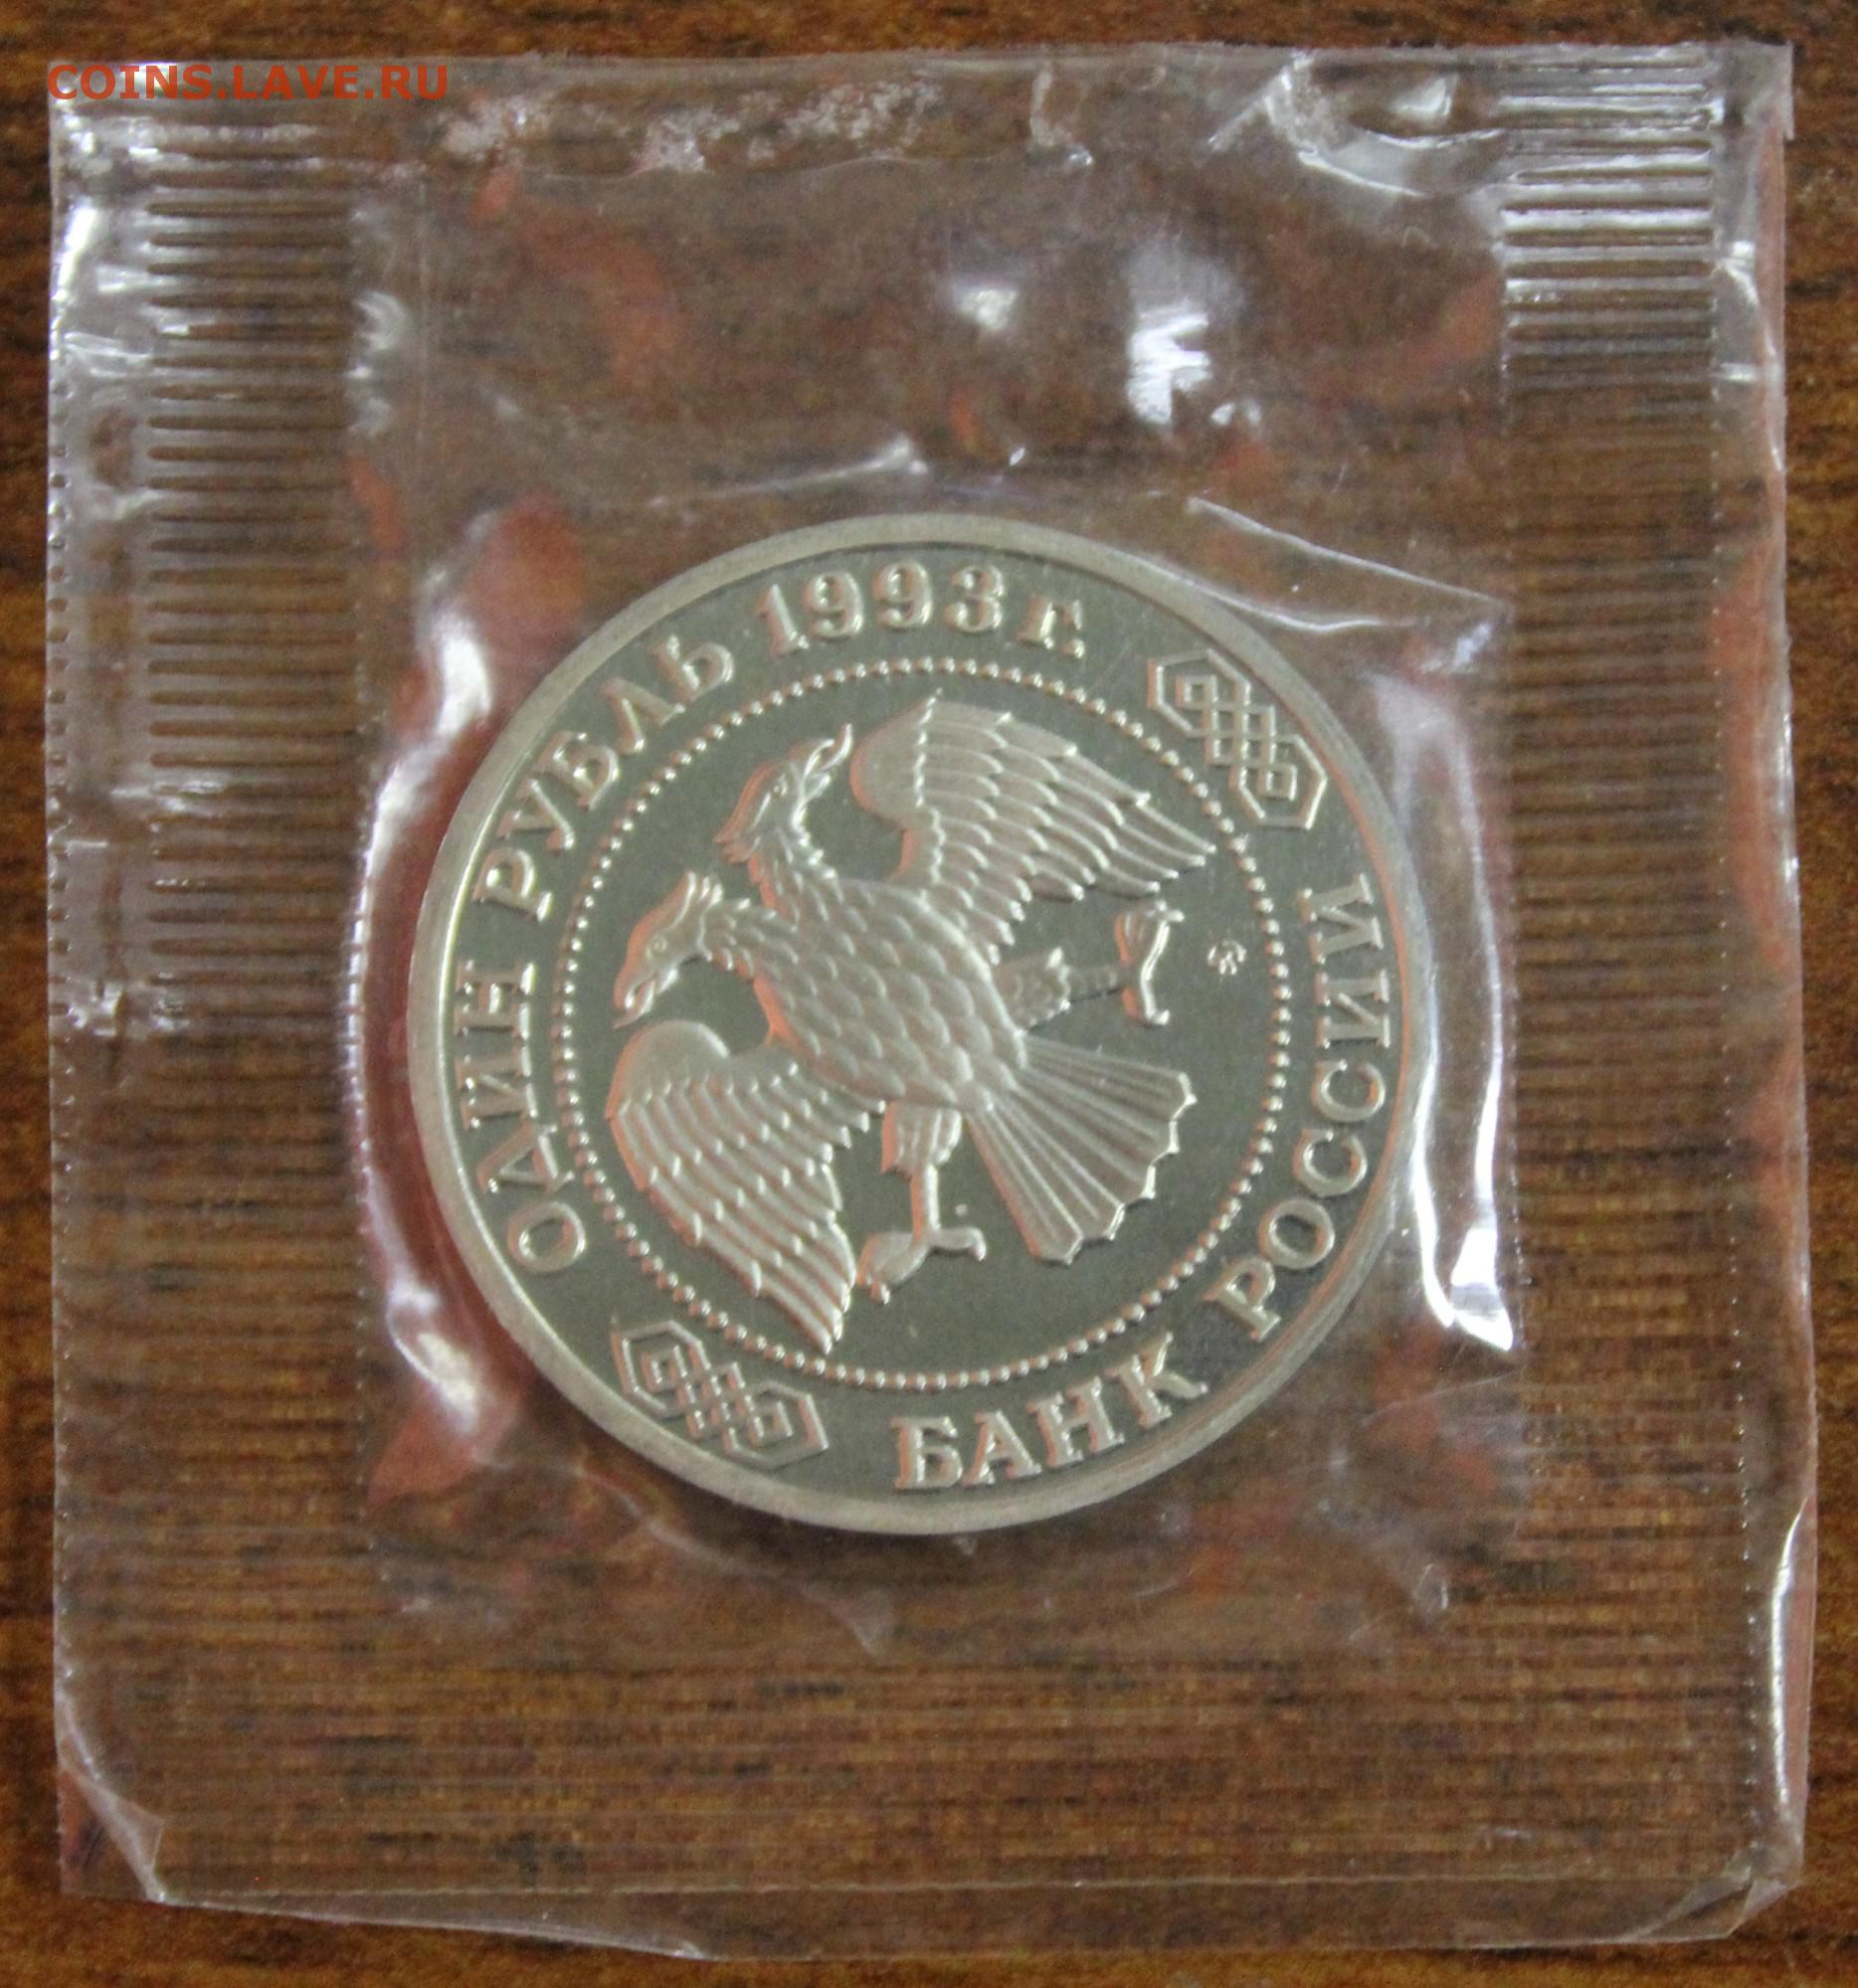 COINS.LAVE.RU
ОДИН РУБЛЬ 1993 г.
БАНК РОССИИ